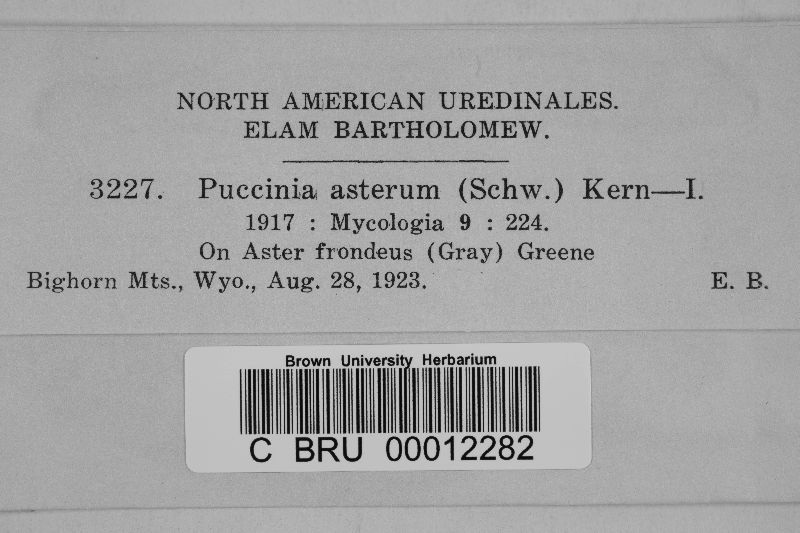 NORTH AMERICAN UREDINALES.
ELAM BARTHOLOMEW.
3227. Puccinia asterum (Schw.) Kern—I.
1917 : Mycologia 9 : 224.
On Aster frondeus (Gray) Greene
Bighorn Mts., Wyo., Aug. 28, 1923. E. B.
Brown University Herbarium
C BRU 00012282